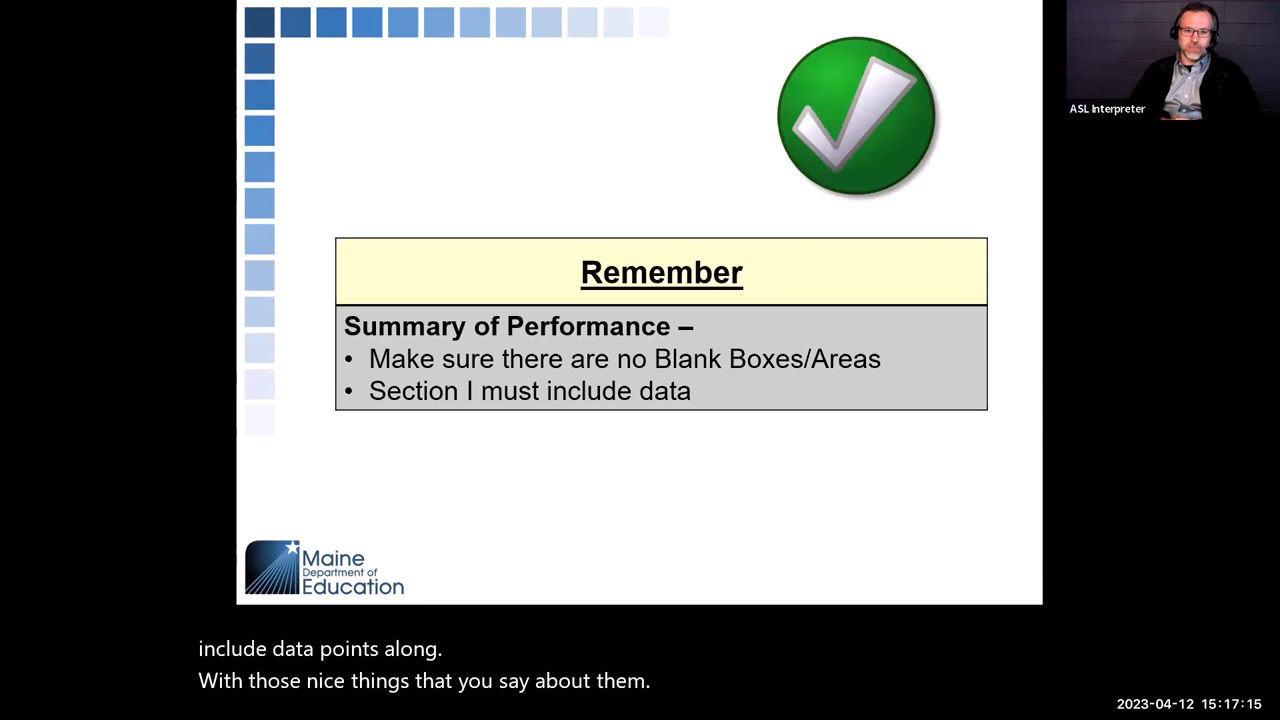 ASL Interpreter
Remember
Summary of Performance –
• Make sure there are no Blank Boxes/Areas
• Section I must include data
Maine
Department of
Education
include data points along.
With those nice things that you say about them.
2023-04-12 15:17:15